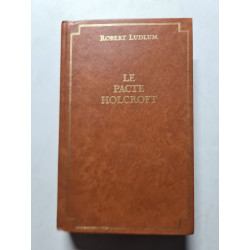 ROBERT LUDLUM
LE
PACTE
HOLCROFT